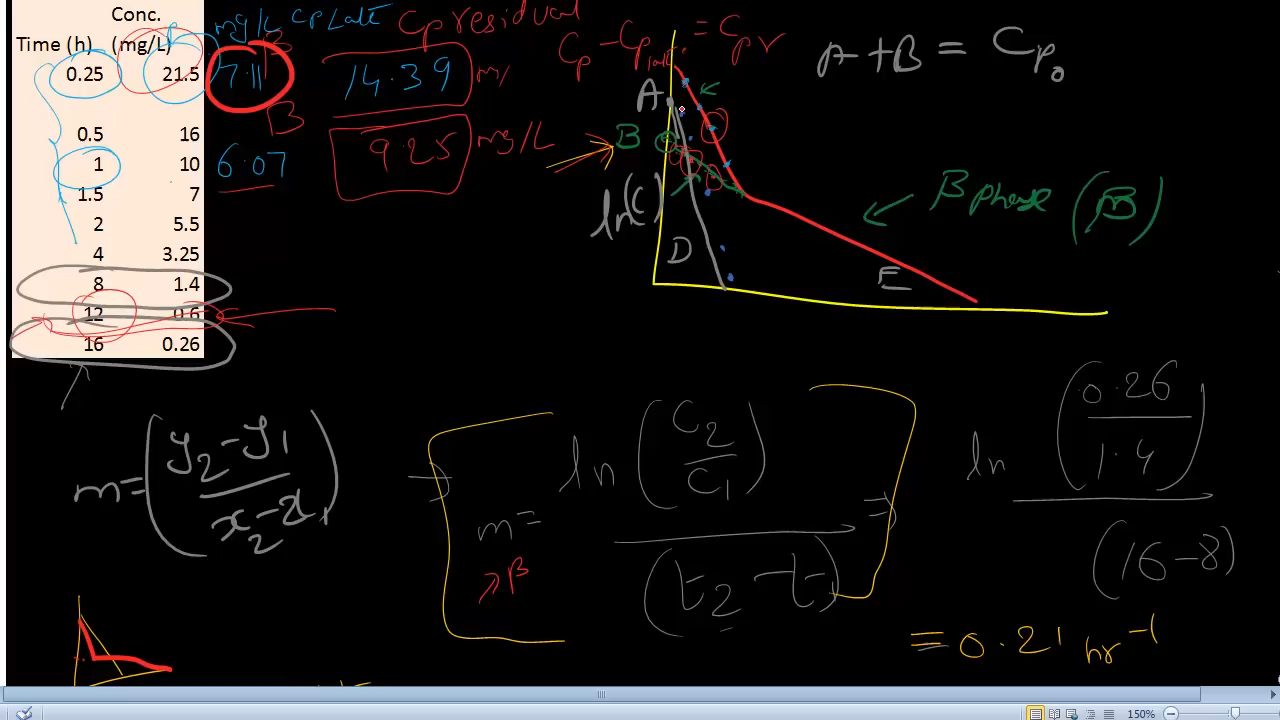 Conc.
Time (h) (mg/L)
0.25 21.5
0.5 16
1 10
1.5 7
2 5.5
4 3.25
8 1.4
12 0.6
16 0.26
mg/L Cp Late
Cp residual
7.11
14.39
B
9.25 mg/L
6.07
Cp - Cp = Cpr
A+B = Cp0
A
B
ln(C)
D
E
β phase (β)
m = (y2-y1 / x2-x1)
⇒
m = ln(C2/C1) / (t2-t1)
β
⇒
ln(0.26/1.4) / (16-8)
= 0.21 hr-1
150%